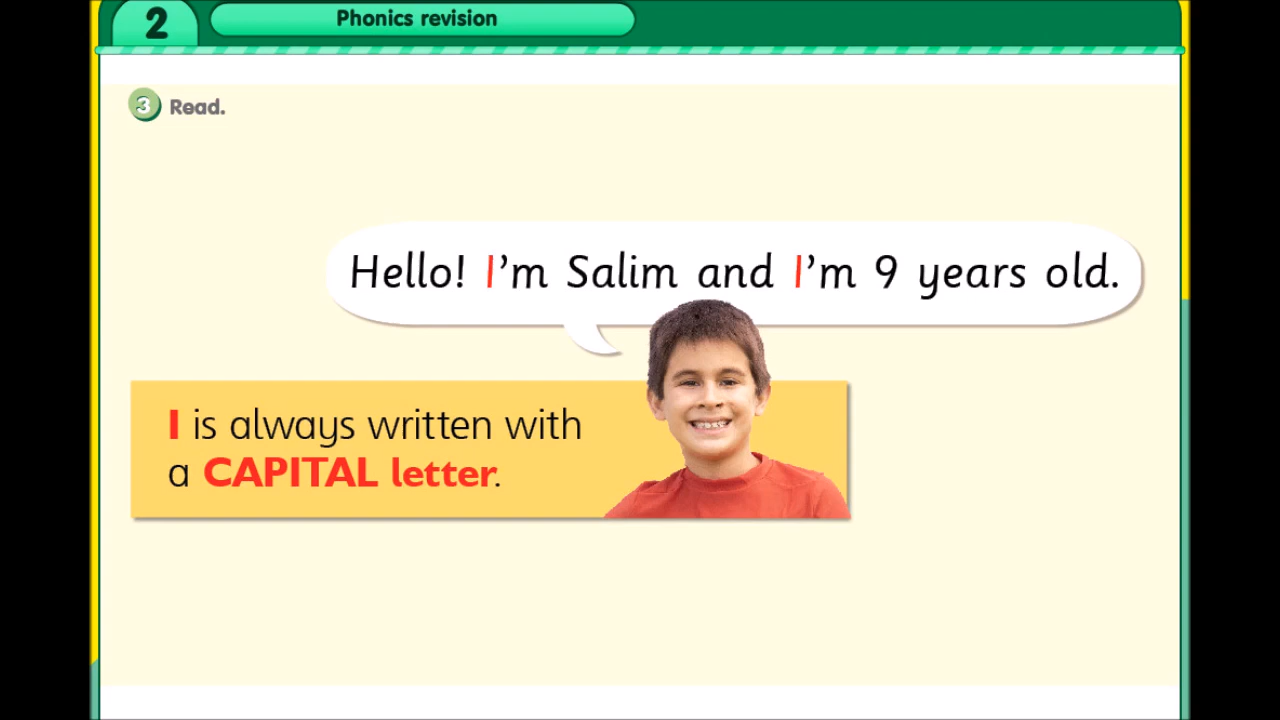 2
Phonics revision
3 Read.
Hello! I’m Salim and I’m 9 years old.
I is always written with
a CAPITAL letter.